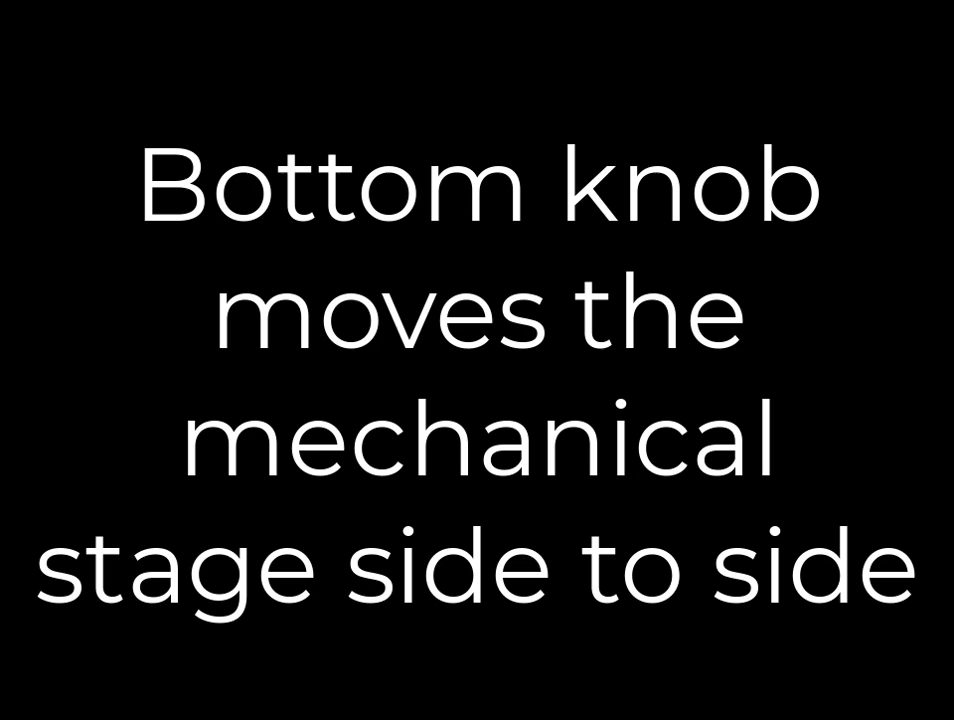 Bottom knob
moves the
mechanical
stage side to side